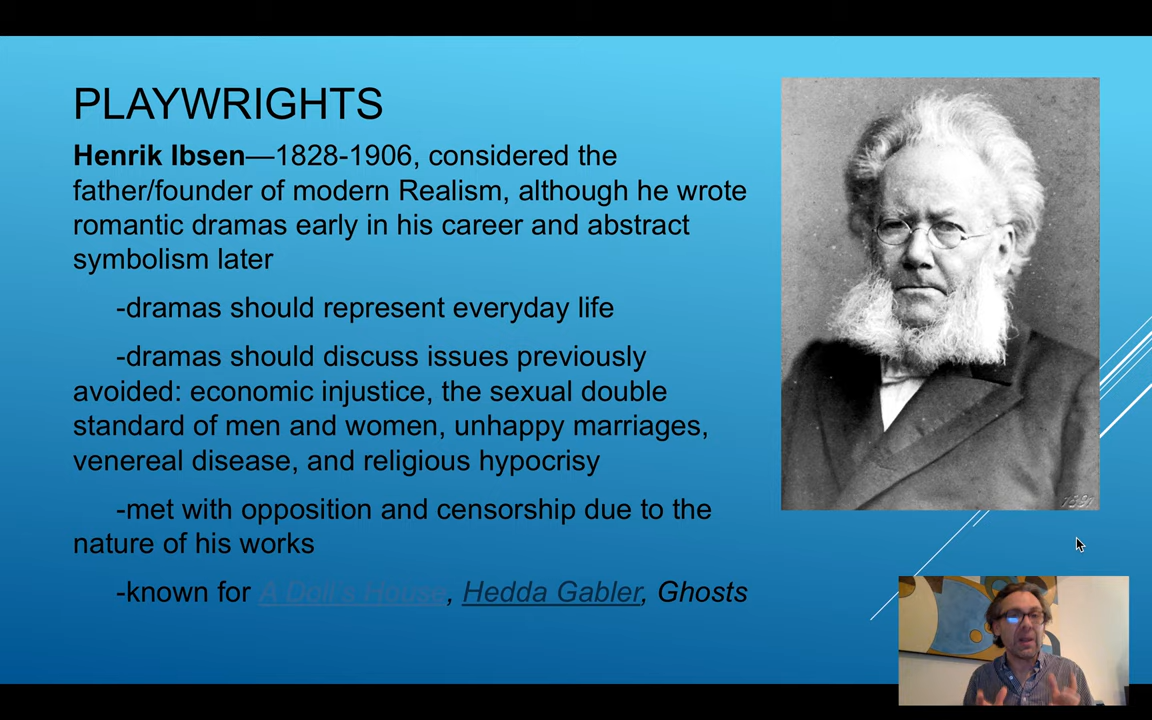 PLAYWRIGHTS
Henrik Ibsen—1828-1906, considered the
father/founder of modern Realism, although he wrote
romantic dramas early in his career and abstract
symbolism later
-dramas should represent everyday life
-dramas should discuss issues previously
avoided: economic injustice, the sexual double
standard of men and women, unhappy marriages,
venereal disease, and religious hypocrisy
-met with opposition and censorship due to the
nature of his works
-known for A Doll's House, Hedda Gabler, Ghosts